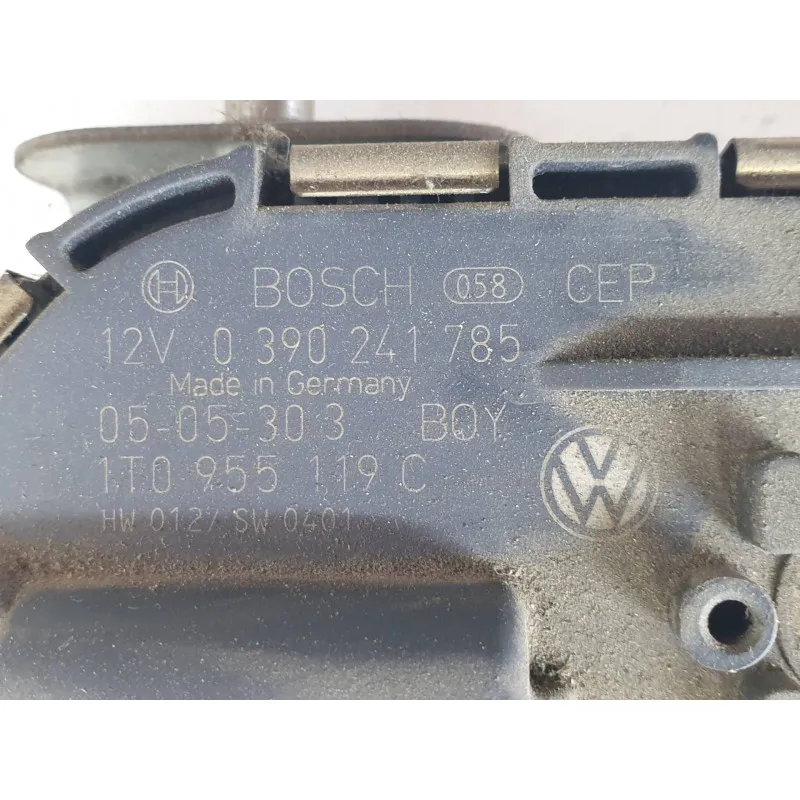 BOSCH 058 CEP
12V 0 390 241 785
Made in Germany
05-05-30 3 BOY
1T0 955 119 C
HW 012/ SW 0401